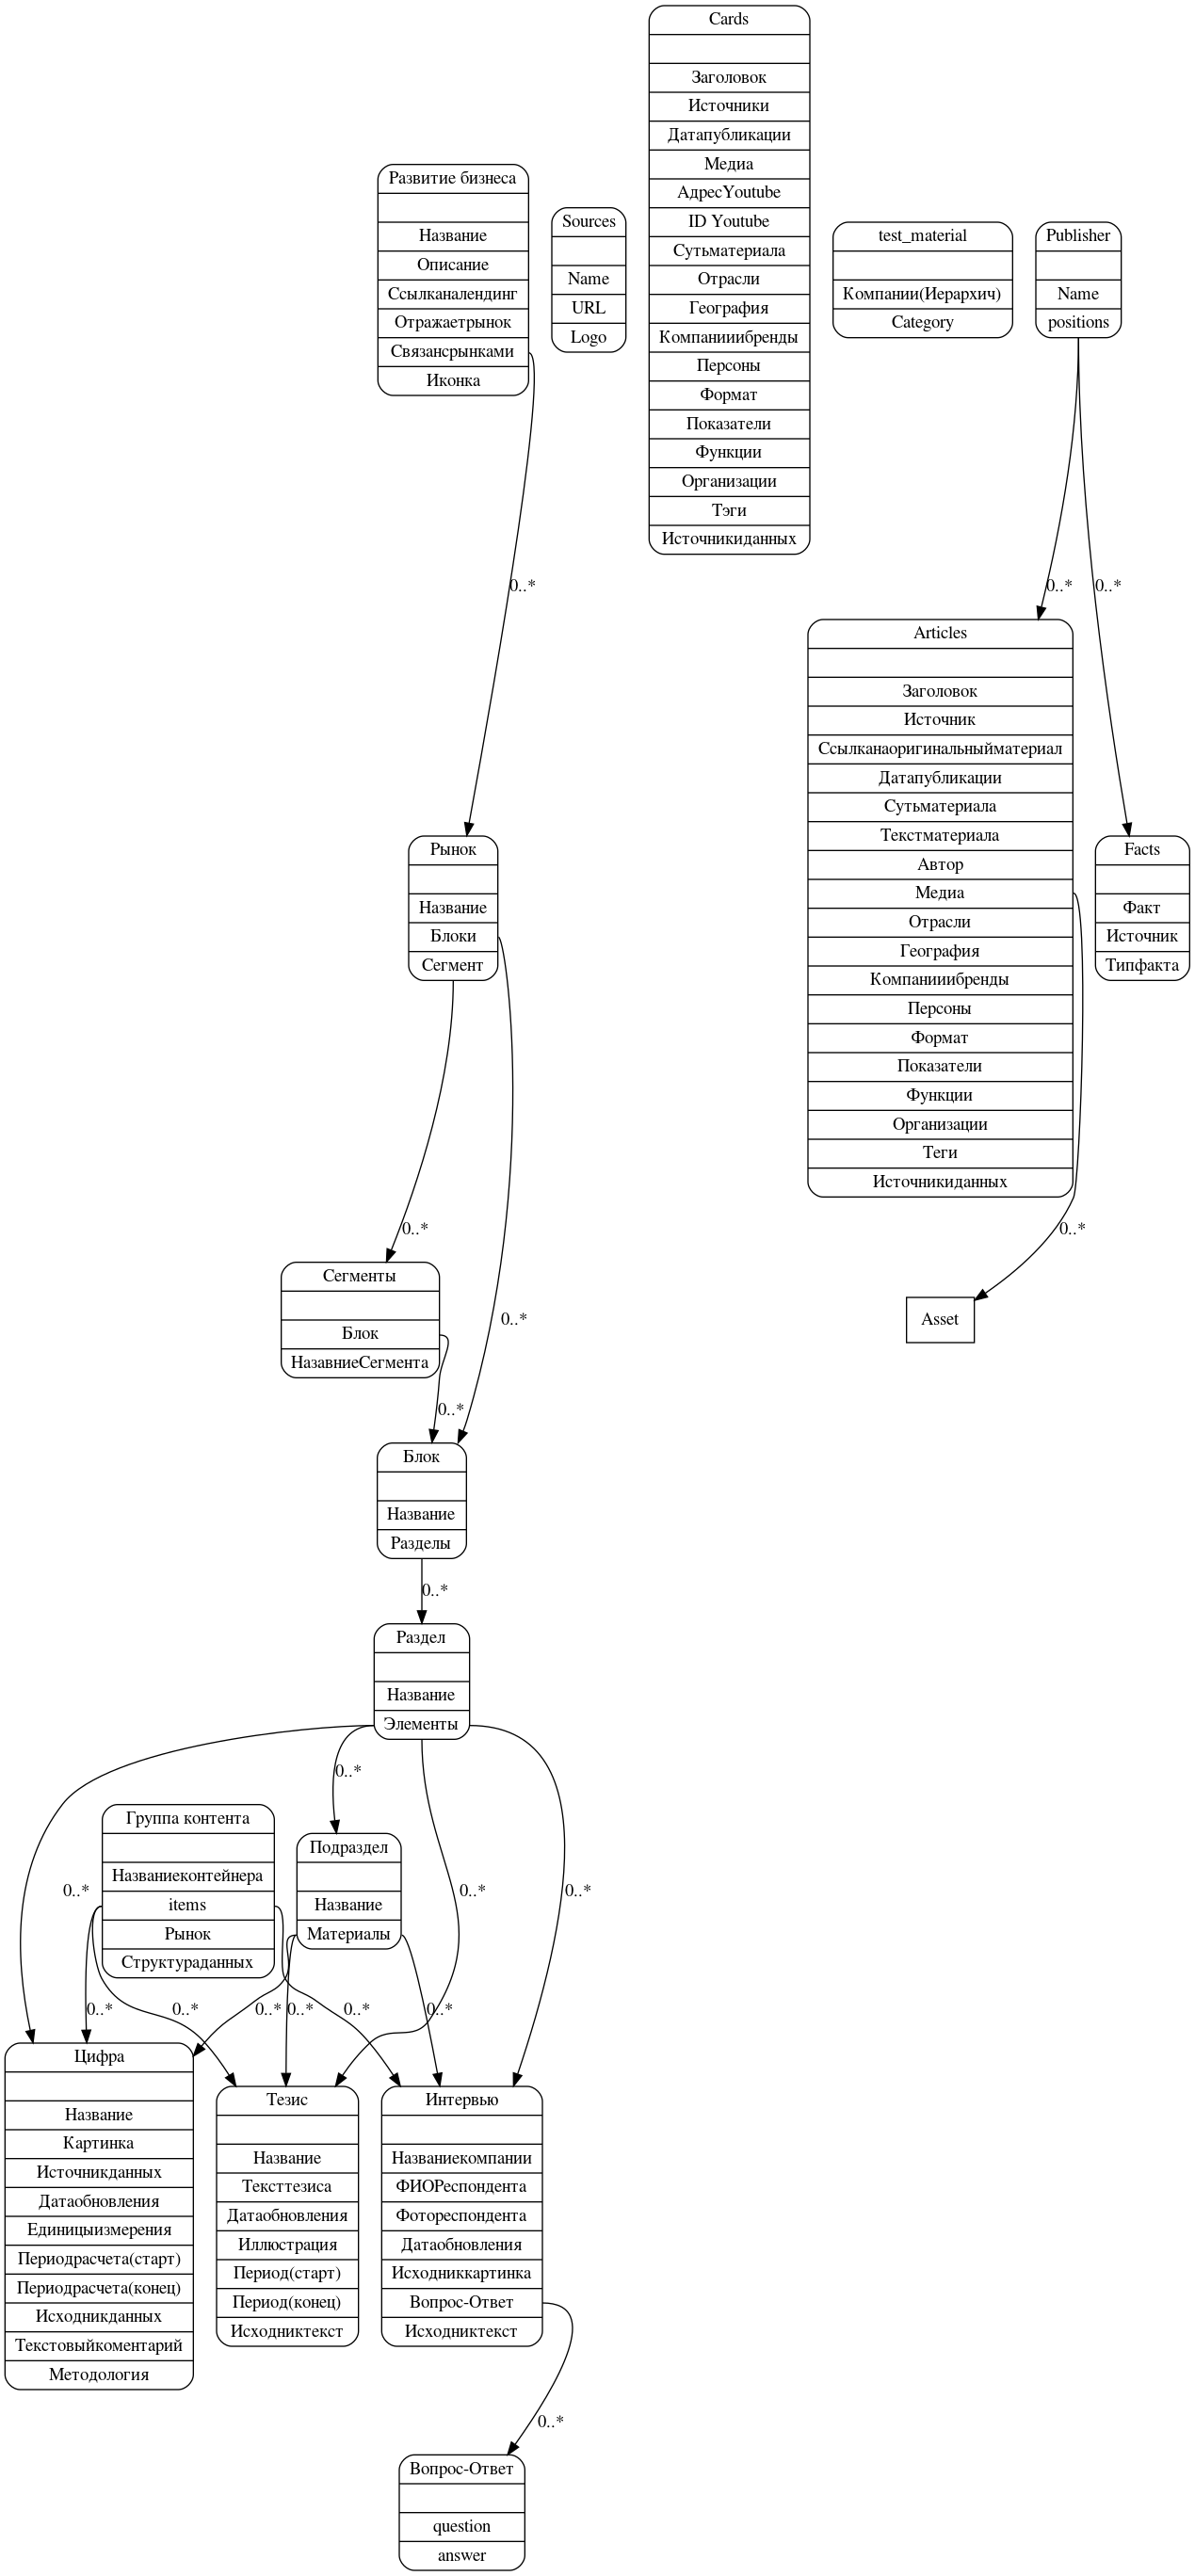 Cards
Заголовок
Источники
Датапубликации
Медиа
АдресYoutube
ID Youtube
Сутьматериала
Отрасли
География
Компаниибренды
Персоны
Формат
Показатели
Функции
Организации
Тэги
Источникиданных
Развитие бизнеса
Название
Описание
Ссылканалендинг
Отражаетрынок
Связансрынками
Иконка
Sources
Name
URL
Logo
test_material
Компании(Иерархич)
Category
Publisher
Name
positions
0..*
0..*
0..*
Articles
Заголовок
Источник
Ссылканаоригинальныйматериал
Датапубликации
Сутьматериала
Текстматериала
Автор
Медиа
Отрасли
География
Компаниибренды
Персоны
Формат
Показатели
Функции
Организации
Теги
Источникиданных
Рынок
Название
Блоки
Сегмент
Facts
Факт
Источник
Типфакта
0..*
0..*
Сегменты
Блок
НазавниеСегмента
0..*
Asset
0..*
Блок
Название
Разделы
0..*
Раздел
Название
Элементы
0..*
Группа контента
Названиеконтейнера
items
Рынок
Структураданных
Подраздел
Название
Материалы
0..*
0..*
0..*
0..*
0..*
0..*
0..*
0..*
0..*
Цифра
Название
Картинка
Источникданных
Датаобновления
Единицыизмерения
Периодрасчета(старт)
Периодрасчета(конец)
Исходникданных
Текстовыйкоментарий
Методология
Тезис
Название
Тексттезиса
Датаобновления
Иллюстрация
Период(старт)
Период(конец)
Исходниктекст
Интервью
Названиекомпании
ФИОРеспондента
Фотореспондента
Датаобновления
Исходниккартинка
Вопрос-Ответ
Исходниктекст
0..*
Вопрос-Ответ
question
answer